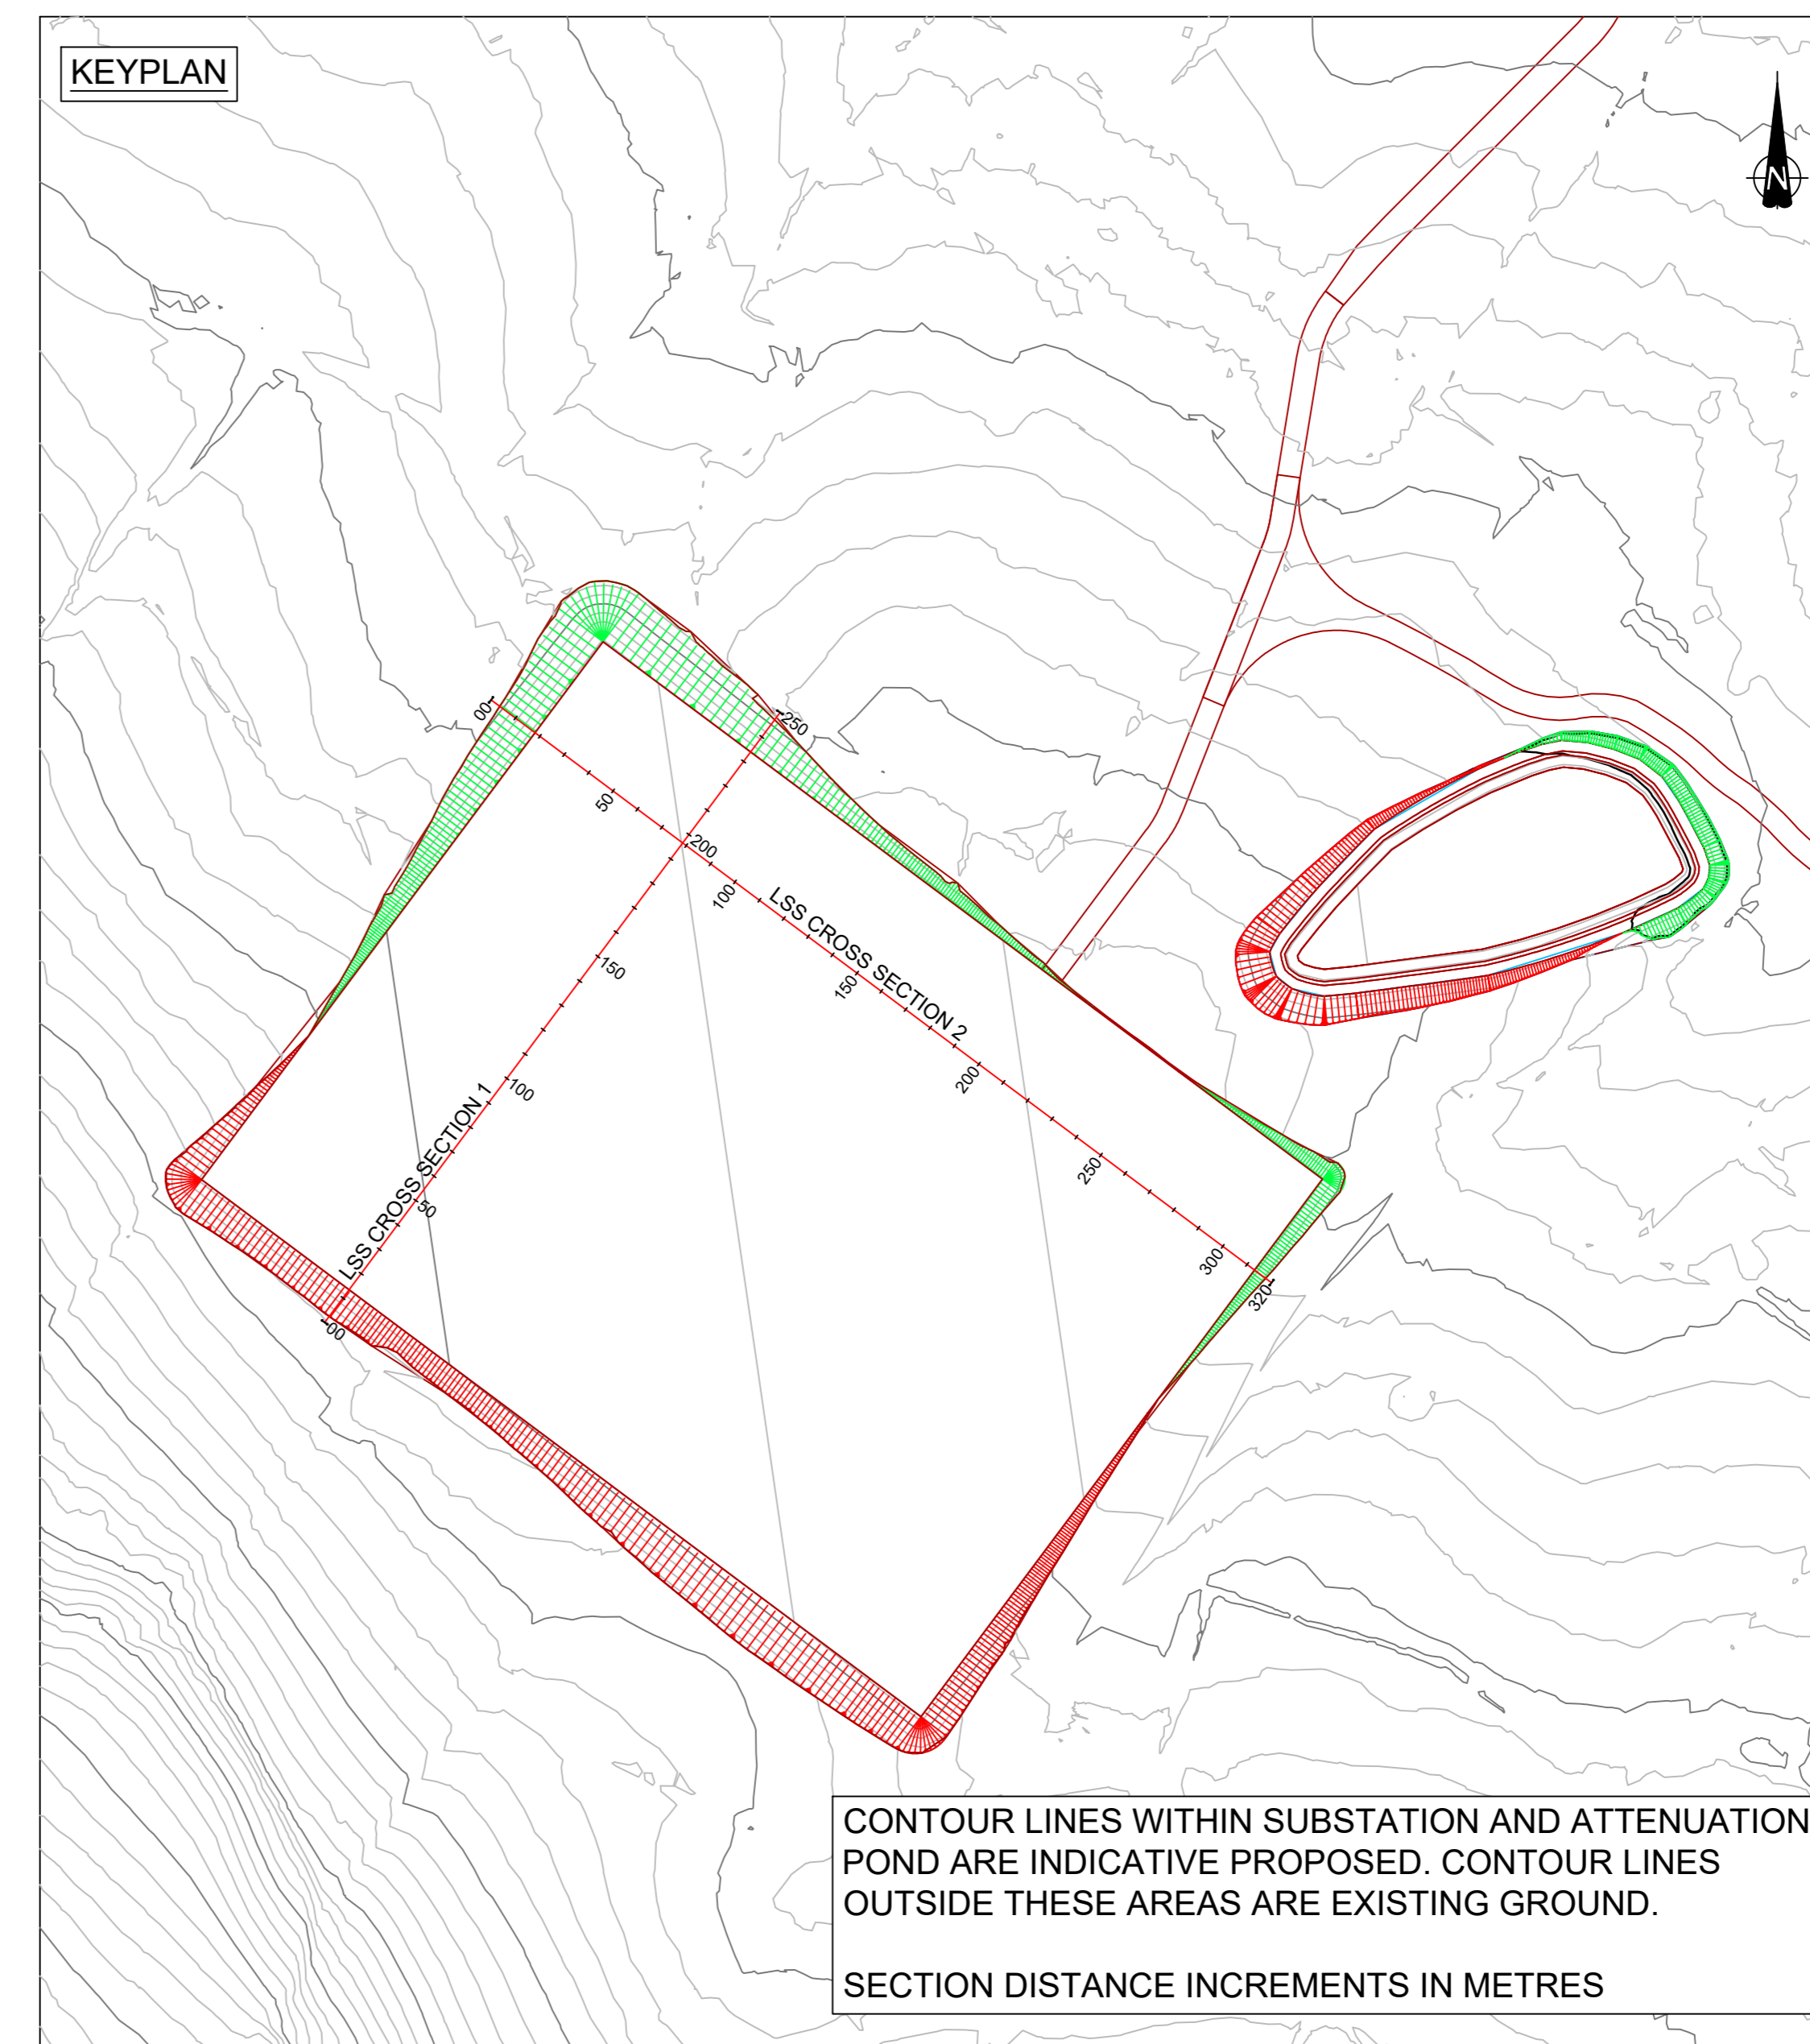 KEYPLAN
N
00
50
100
150
200
250
300
320
LSS CROSS SECTION 2
00
50
100
150
200
250
LSS CROSS SECTION 1
CONTOUR LINES WITHIN SUBSTATION AND ATTENUATION
POND ARE INDICATIVE PROPOSED. CONTOUR LINES
OUTSIDE THESE AREAS ARE EXISTING GROUND.
SECTION DISTANCE INCREMENTS IN METRES